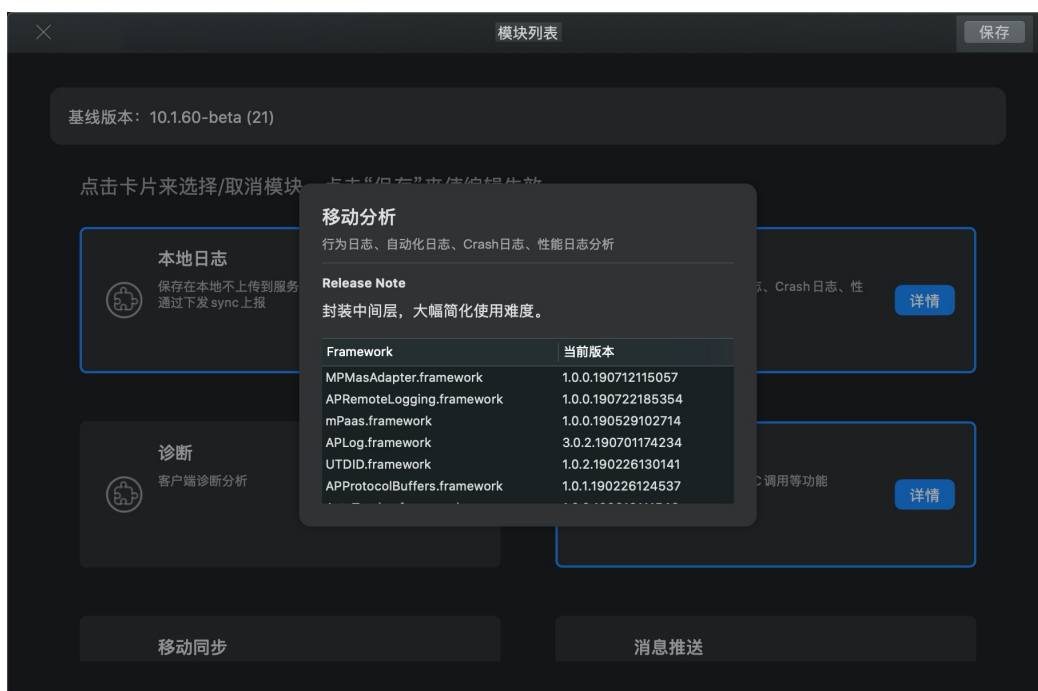 模块列表
保存
基线版本：10.1.60-beta (21)
点击卡片来选择/取消模块
本地日志
保存在本地不上传到服务
通过下发 sync 上报
移动分析
行为日志、自动化日志、Crash日志、性能日志分析
Release Note
封装中间层，大幅简化使用难度。
Framework 当前版本
MPMasAdapter.framework 1.0.0.190712115057
APRemoteLogging.framework 1.0.0.190722185354
mPaas.framework 1.0.0.190529102714
APLog.framework 3.0.2.190701174234
UTDID.framework 1.0.2.190226130141
APProtocolBuffers.framework 1.0.1.190226124537
、Crash 日志、性
详情
诊断
客户端诊断分析
调用等功能
详情
移动同步
消息推送